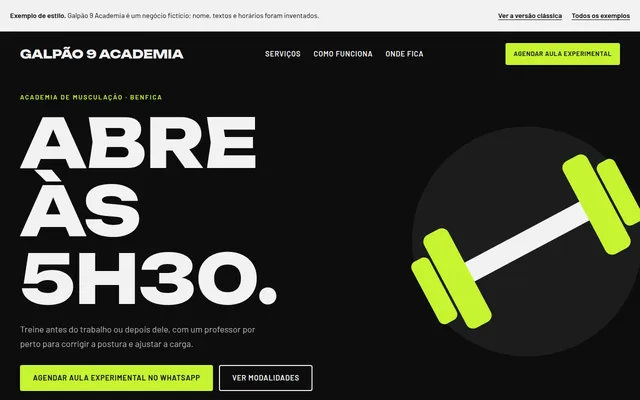 Exemplo de estilo. Galpão 9 Academia é um negócio fictício: nome, textos e horários foram inventados.
Ver a versão clássica
Todos os exemplos
GALPÃO 9 ACADEMIA
SERVIÇOS
COMO FUNCIONA
ONDE FICA
AGENDAR AULA EXPERIMENTAL
ACADEMIA DE MUSCULAÇÃO · BENFICA
ABRE
ÀS
5H30.
Treine antes do trabalho ou depois dele, com um professor por
perto para corrigir a postura e ajustar a carga.
AGENDAR AULA EXPERIMENTAL NO WHATSAPP
VER MODALIDADES